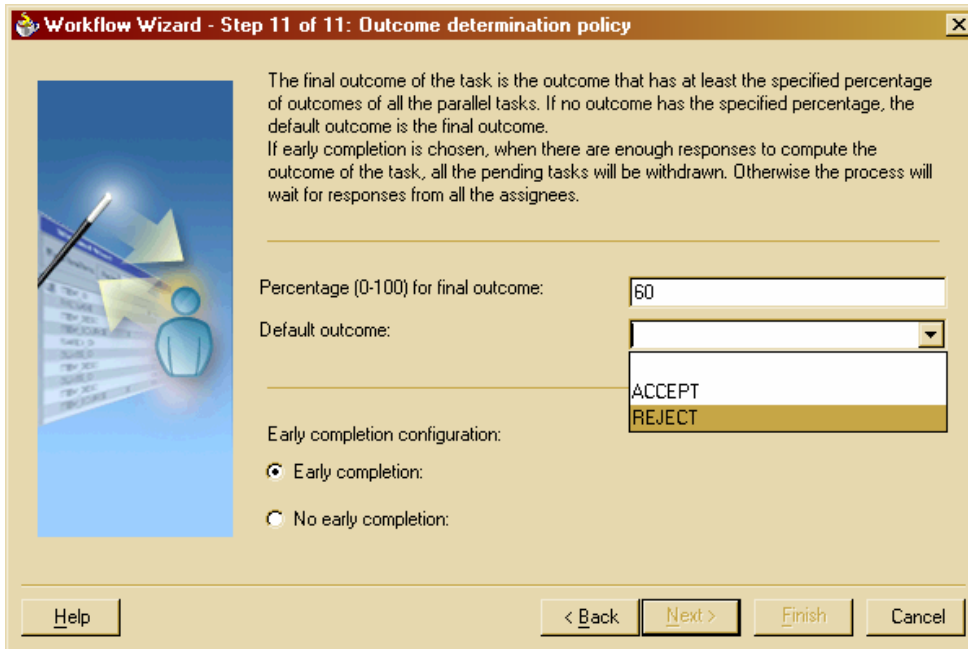 Workflow Wizard - Step 11 of 11: Outcome determination policy
The final outcome of the task is the outcome that has at least the specified percentage
of outcomes of all the parallel tasks. If no outcome has the specified percentage, the
default outcome is the final outcome.
If early completion is chosen, when there are enough responses to compute the
outcome of the task, all the pending tasks will be withdrawn. Otherwise the process will
wait for responses from all the assignees.
Percentage (0-100) for final outcome:
60
Default outcome:
ACCEPT
REJECT
Early completion configuration:
Early completion:
No early completion:
Help
< Back
Next >
Finish
Cancel